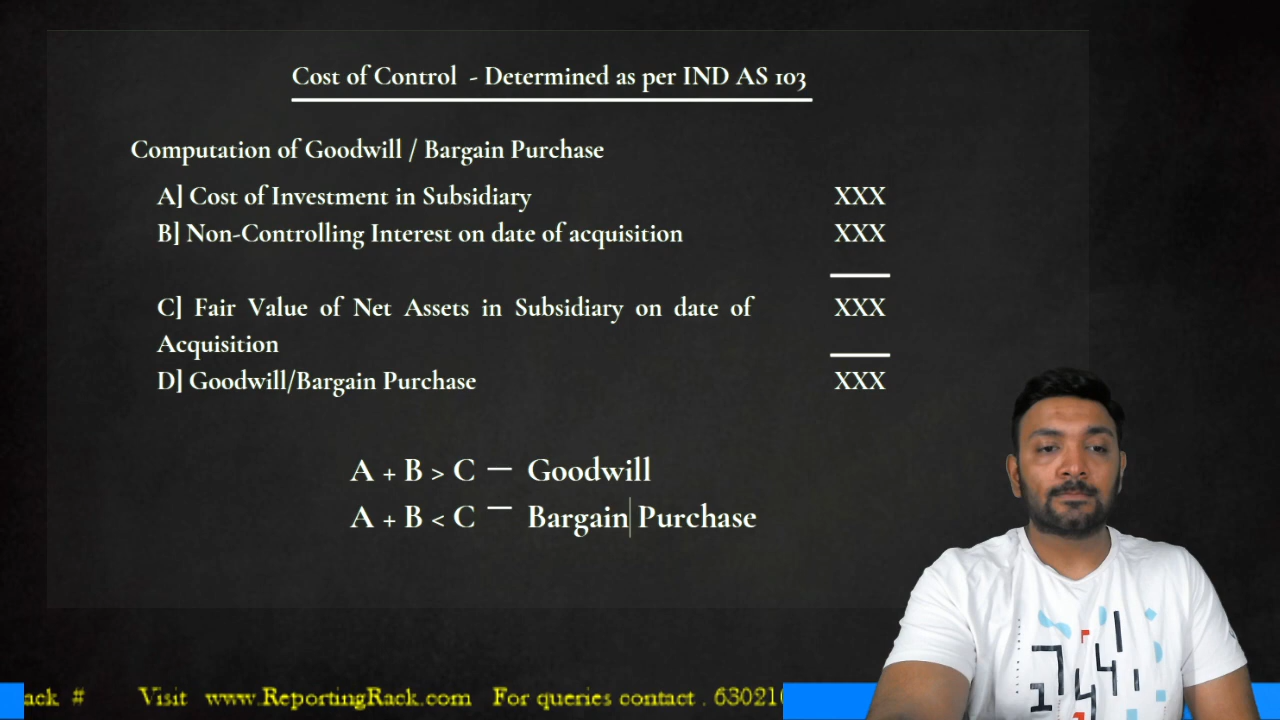 Cost of Control - Determined as per IND AS 103
Computation of Goodwill / Bargain Purchase
A] Cost of Investment in Subsidiary XXX
B] Non-Controlling Interest on date of acquisition XXX
C] Fair Value of Net Assets in Subsidiary on date of XXX
Acquisition
D] Goodwill/Bargain Purchase XXX
A + B > C — Goodwill
A + B < C — Bargain Purchase
ack # Visit www.ReportingRack.com For queries contact . 630210